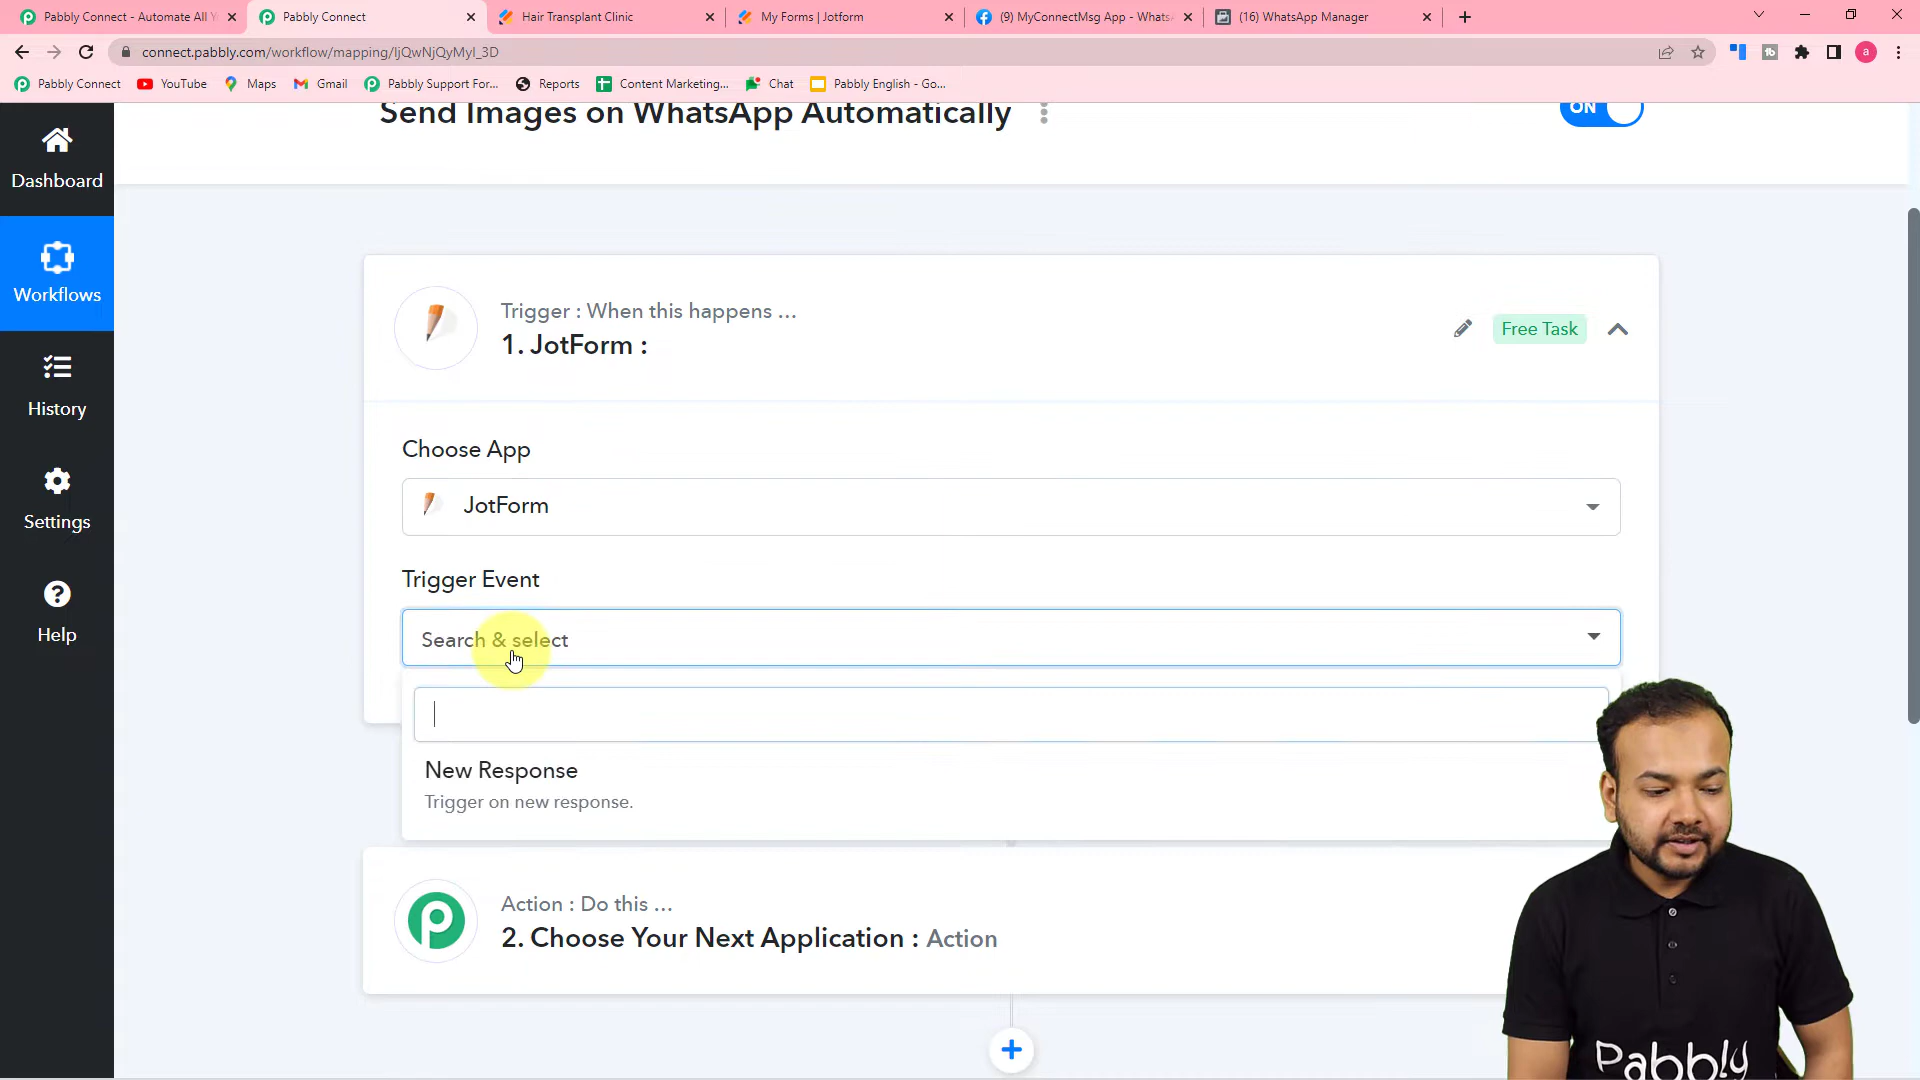 Pabbly Connect - Automate All Y
Pabbly Connect
Hair Transplant Clinic
My Forms | Jotform
(9) MyConnectMsg App - Whats
(16) WhatsApp Manager
connect.pabbly.com/workflow/mapping/IjQwNjQyMyI_3D
a
Pabbly Connect
YouTube
Maps
Gmail
Pabbly Support For...
Reports
Content Marketing...
Chat
Pabbly English - Go...
Send Images on WhatsApp Automatically
ON
Dashboard
Workflows
History
Settings
Help
Trigger : When this happens ...
1. JotForm :
Free Task
Choose App
JotForm
Trigger Event
Search & select
New Response
Trigger on new response.
Action : Do this ...
2. Choose Your Next Application : Action
Pabbly